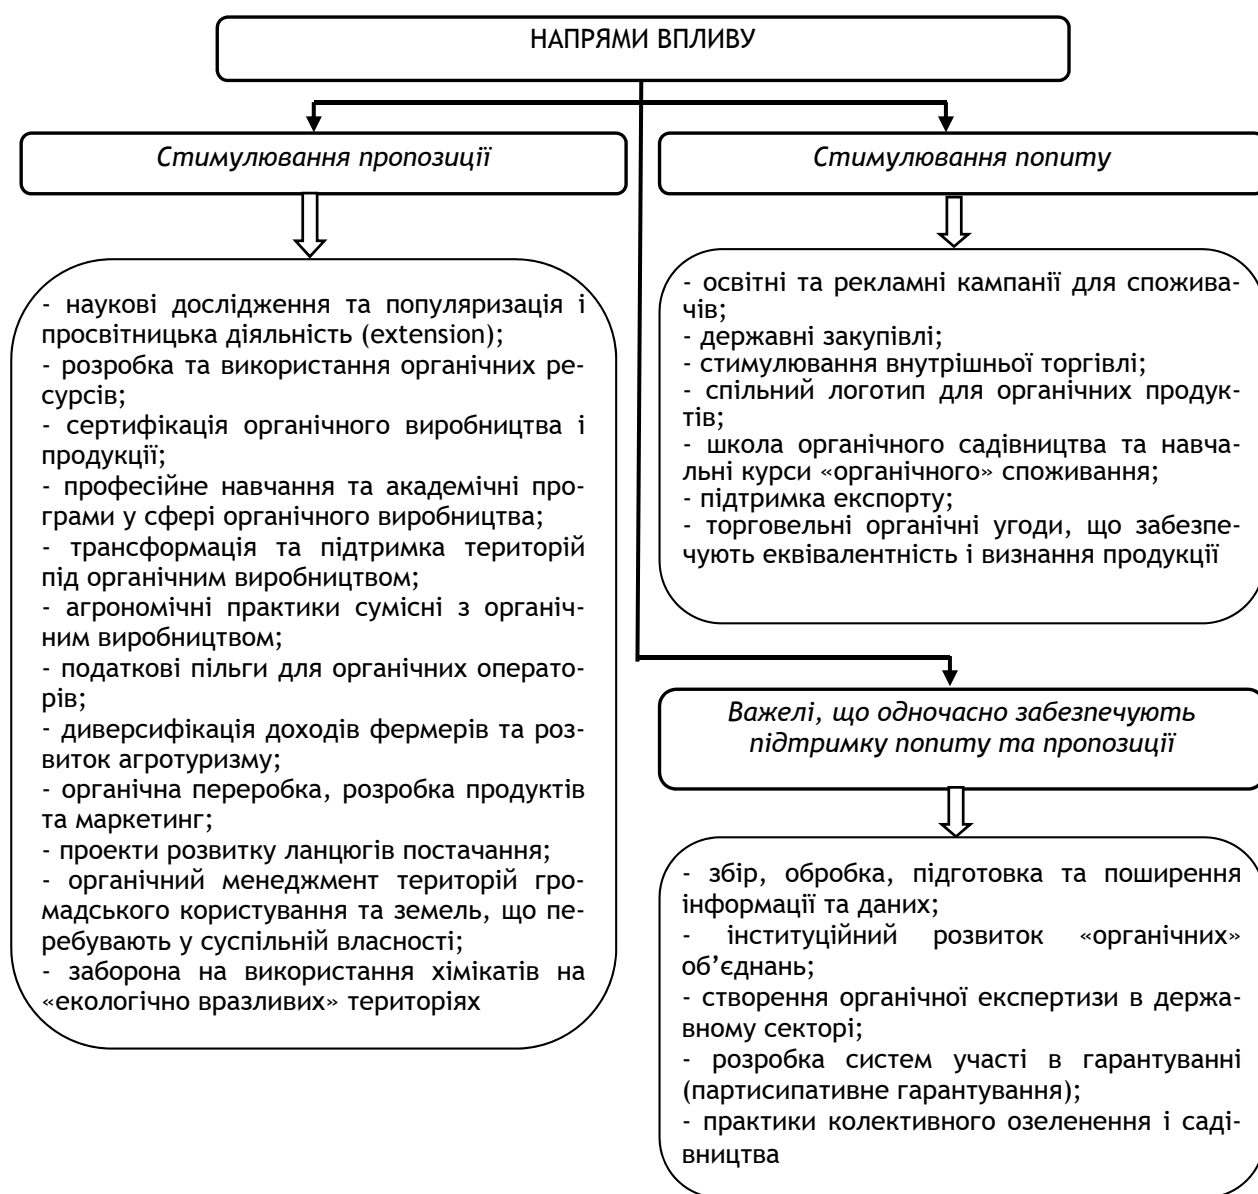 НАПРЯМИ ВПЛИВУ
Стимулювання пропозиції
- наукові дослідження та популяризація і
просвітницька діяльність (extension);
- розробка та використання органічних ре-
сурсів;
- сертифікація органічного виробництва і
продукції;
- професійне навчання та академічні про-
грами у сфері органічного виробництва;
- трансформація та підтримка територій
під органічним виробництвом;
- агрономічні практики сумісні з органіч-
ним виробництвом;
- податкові пільги для органічних операто-
рів;
- диверсифікація доходів фермерів та роз-
виток агротуризму;
- органічна переробка, розробка продуктів
та маркетинг;
- проекти розвитку ланцюгів постачання;
- органічний менеджмент територій гро-
мадського користування та земель, що пе-
ребувають у суспільній власності;
- заборона на використання хімікатів на
«екологічно вразливих» територіях
Стимулювання попиту
- освітні та рекламні кампанії для спожива-
чів;
- державні закупівлі;
- стимулювання внутрішньої торгівлі;
- спільний логотип для органічних продук-
тів;
- школа органічного садівництва та навча-
льні курси «органічного» споживання;
- підтримка експорту;
- торговельні органічні угоди, що забезпе-
чують еквівалентність і визнання продукції
Важелі, що одночасно забезпечують
підтримку попиту та пропозиції
- збір, обробка, підготовка та поширення
інформації та даних;
- інституційний розвиток «органічних»
об’єднань;
- створення органічної експертизи в держа-
вному секторі;
- розробка систем участі в гарантуванні
(партисипативне гарантування);
- практики колективного озеленення і саді-
вництва